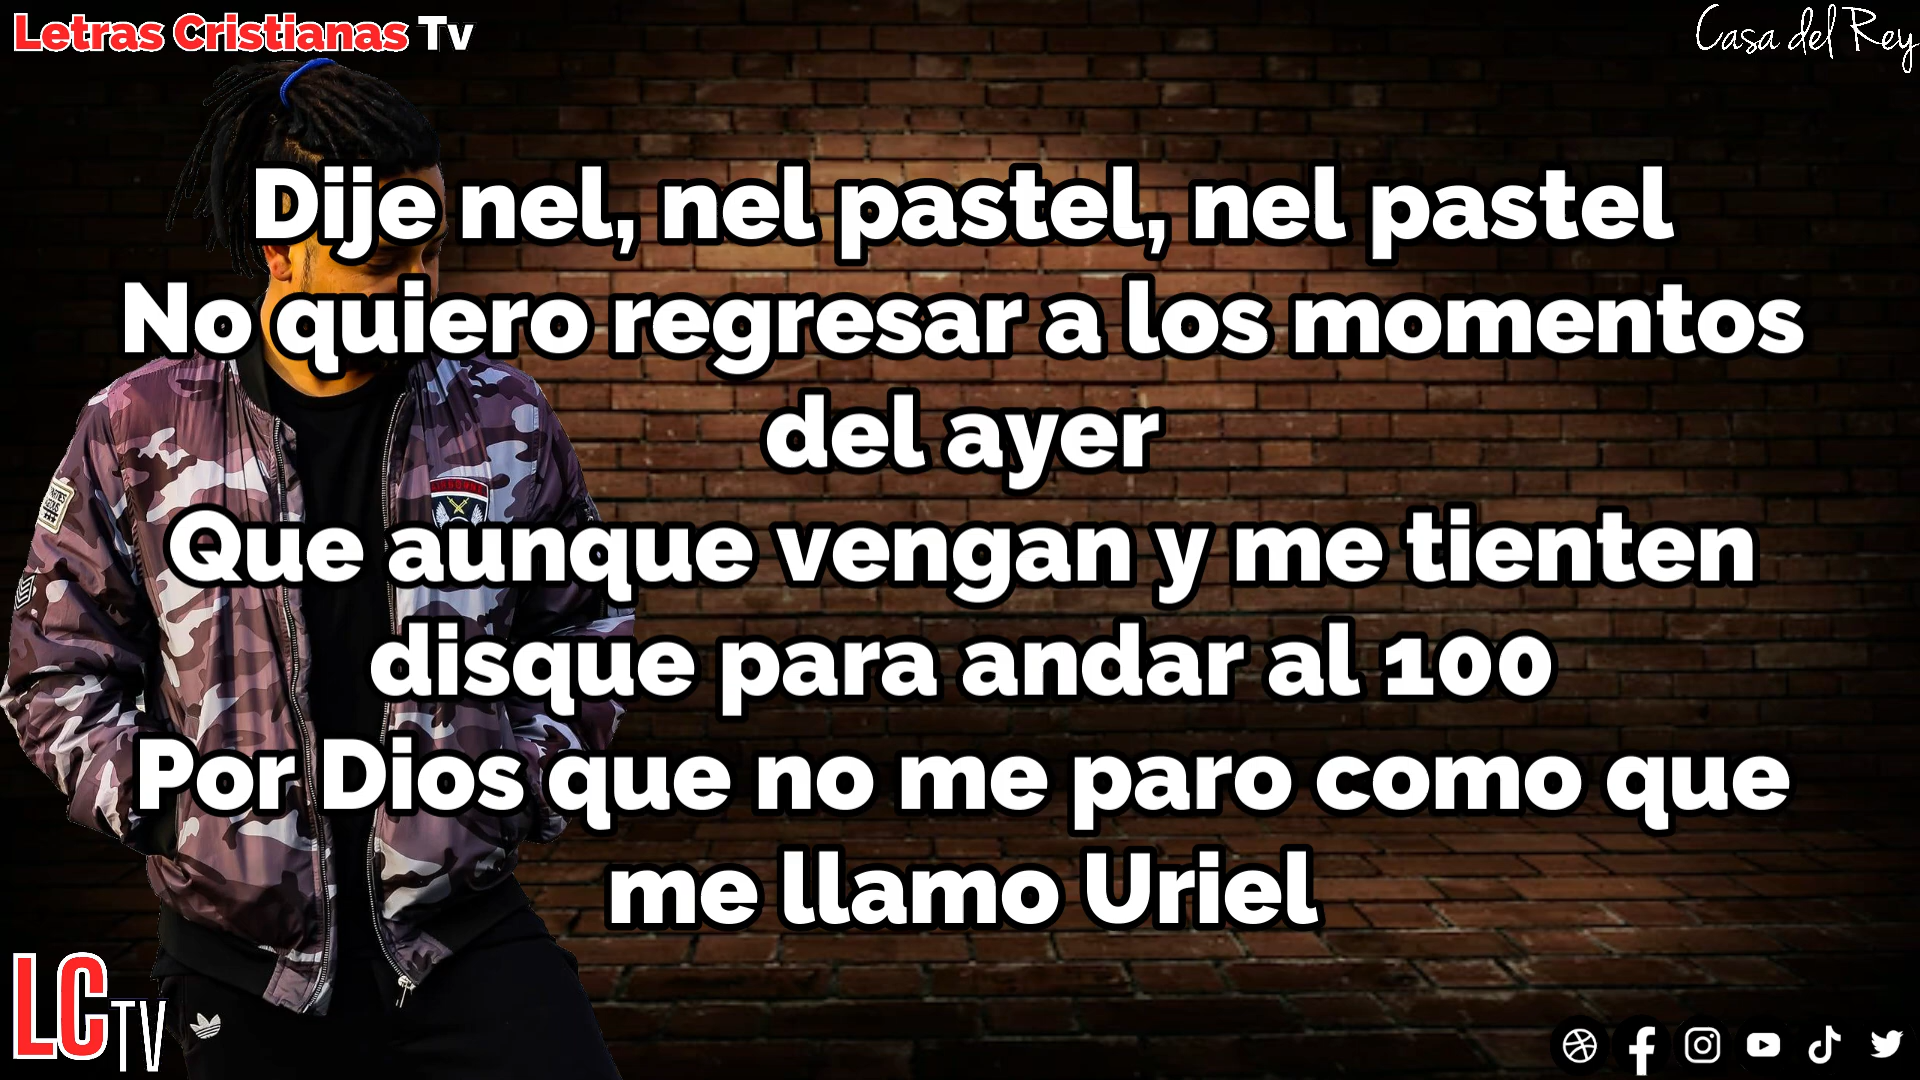 Letras Cristianas Tv
Casa del Rey
Dije nel, nel pastel, nel pastel
No quiero regresar a los momentos
del ayer
Que aunque vengan y me tienten
disque para andar al 100
Por Dios que no me paro como que
me llamo Uriel
LCTV